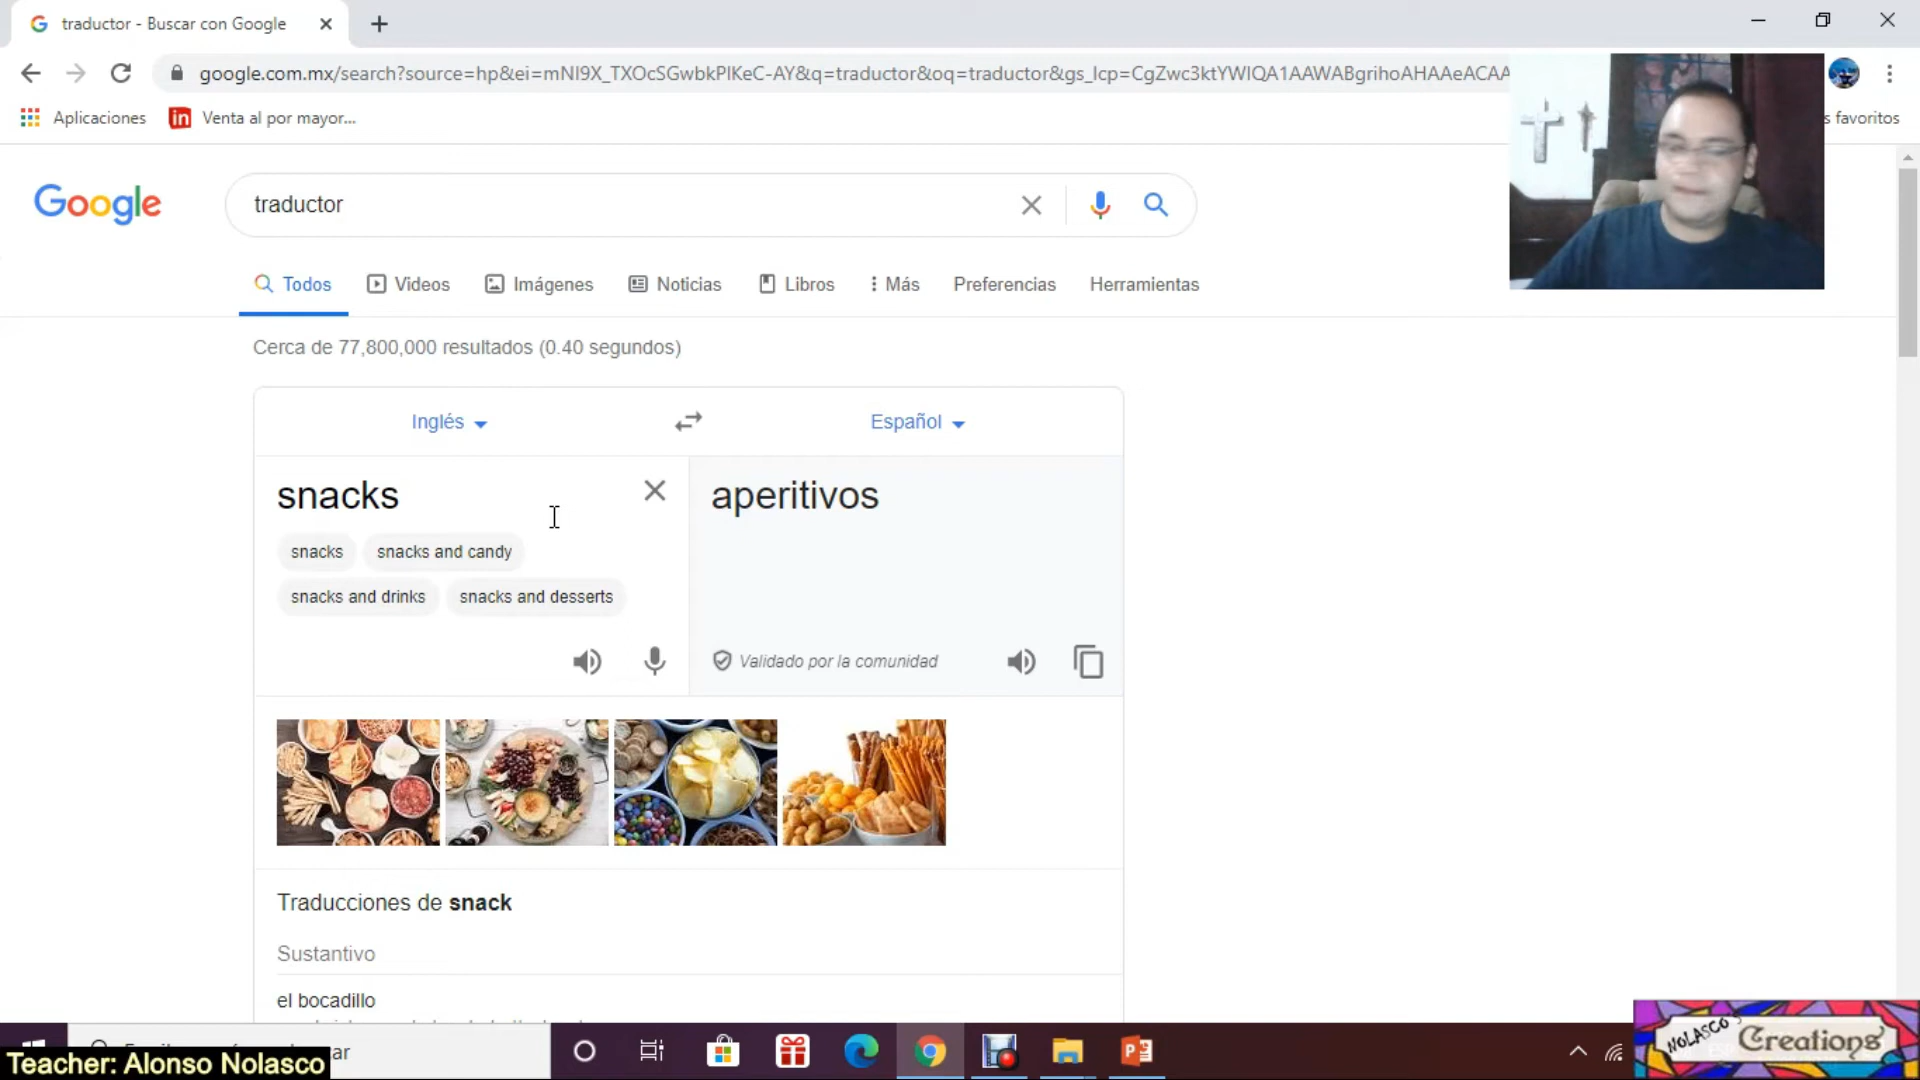 traductor - Buscar con Google
google.com.mx/search?source=hp&ei=mNI9X_TXOcSGwbkPlKeC-AY&q=traductor&oq=traductor&gs_lcp=CgZwc3ktYWIQA1AAWABgrihoAHAAeACAA
Aplicaciones
in Venta al por mayor...
s favoritos
Google
traductor
Todos Videos Imágenes Noticias Libros Más Preferencias Herramientas
Cerca de 77,800,000 resultados (0.40 segundos)
Inglés Español
snacks aperitivos
snacks snacks and candy
snacks and drinks snacks and desserts
Validado por la comunidad
Traducciones de snack
Sustantivo
el bocadillo
Teacher: Alonso Nolasco
NOLASCO'S Creations